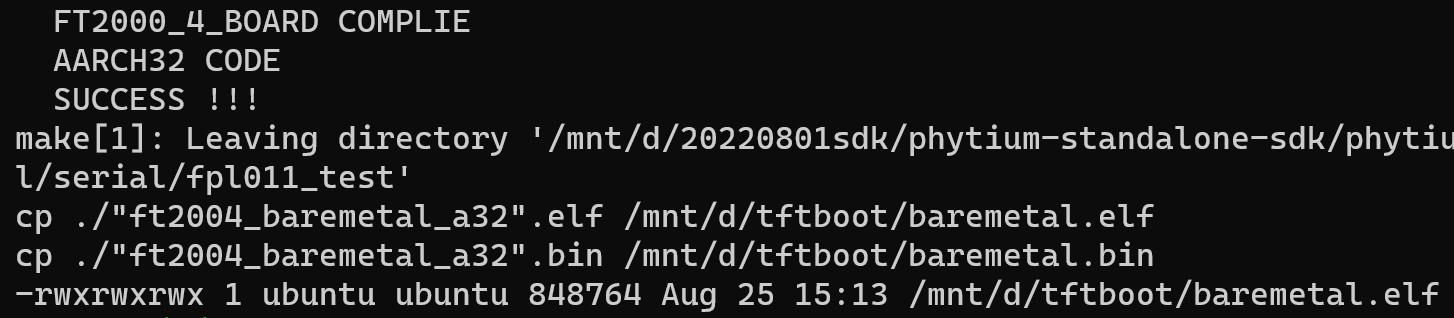 FT2000_4_BOARD COMPLIE
AARCH32 CODE
SUCCESS !!!
make[1]: Leaving directory '/mnt/d/20220801sdk/phytium-standalone-sdk/phytiu
l/serial/fpl011_test'
cp ./"ft2004_baremetal_a32".elf /mnt/d/tftboot/baremetal.elf
cp ./"ft2004_baremetal_a32".bin /mnt/d/tftboot/baremetal.bin
-rwxrwxrwx 1 ubuntu ubuntu 848764 Aug 25 15:13 /mnt/d/tftboot/baremetal.elf